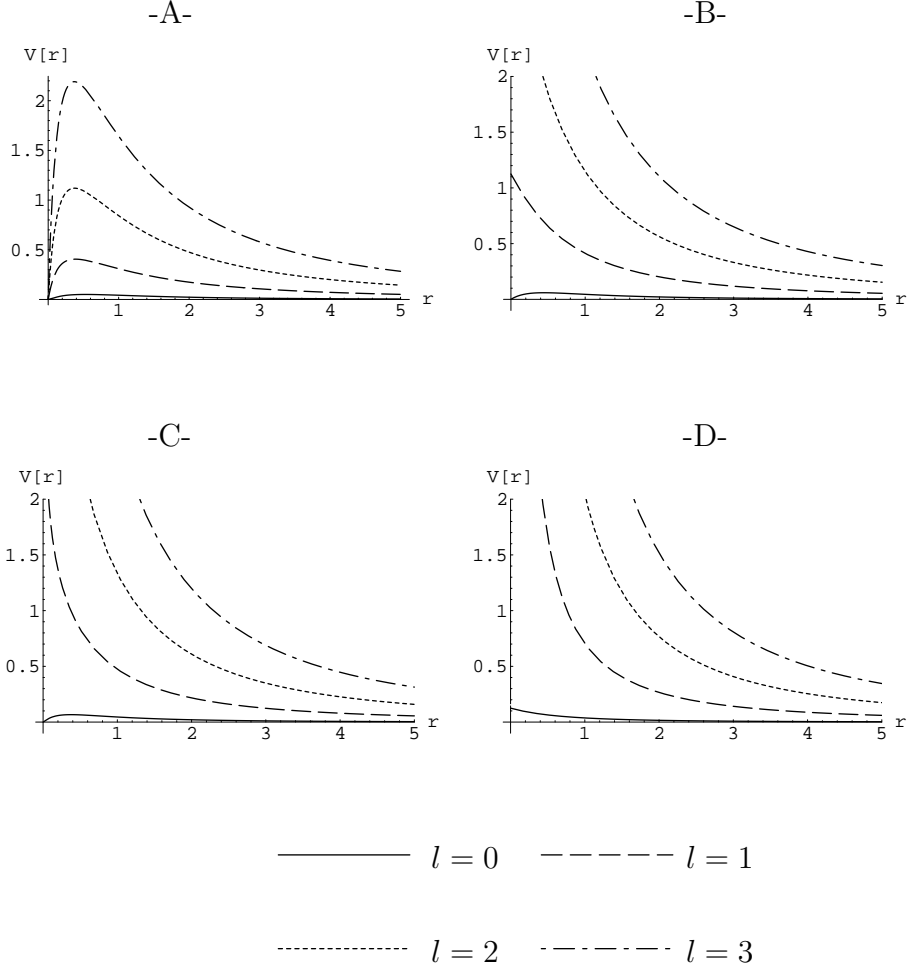 -A-
V[r]
2
1.5
1
0.5
1 2 3 4 5 r
-B-
V[r]
2
1.5
1
0.5
1 2 3 4 5 r
-C-
V[r]
2
1.5
1
0.5
1 2 3 4 5 r
-D-
V[r]
2
1.5
1
0.5
1 2 3 4 5 r
l = 0
l = 1
l = 2
l = 3